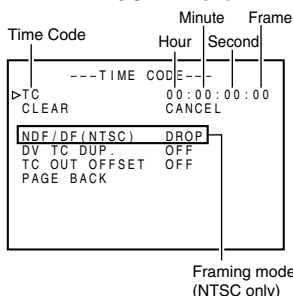 Minute Frame
Time Code Hour Second
---TIME CODE---
▷TC 00:00:00:00
CLEAR CANCEL
NDF/DF(NTSC) DROP
DV TC DUP. OFF
TC OUT OFFSET OFF
PAGE BACK
Framing mode
(NTSC only)